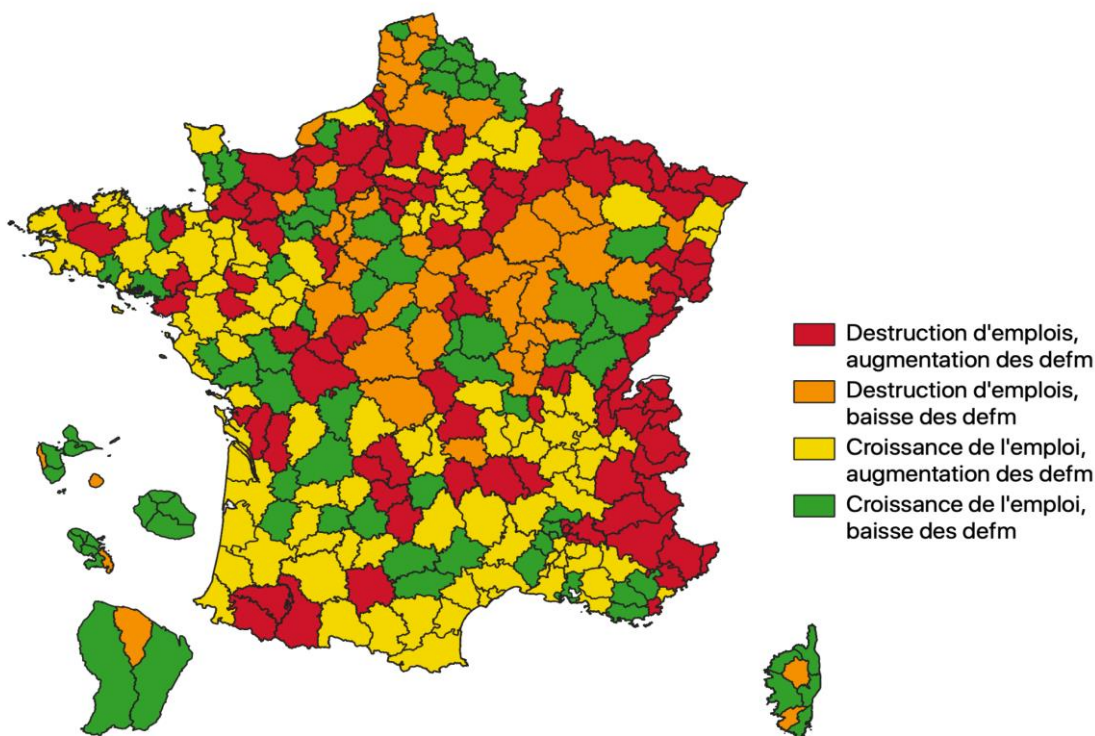 Destruction d'emplois,
augmentation des defm
Destruction d'emplois,
baisse des defm
Croissance de l'emploi,
augmentation des defm
Croissance de l'emploi,
baisse des defm